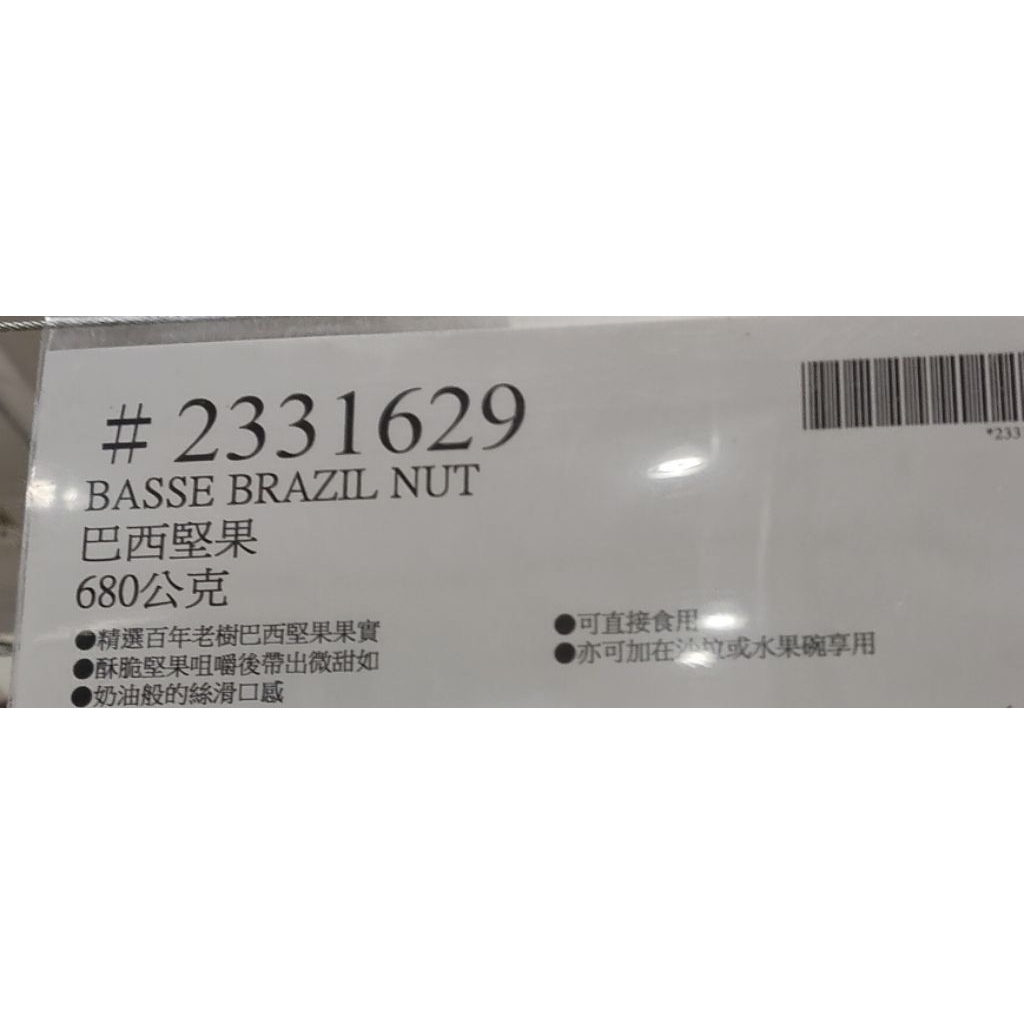 # 2331629
*233
BASSE BRAZIL NUT
巴西堅果
680公克
●精選百年老樹巴西堅果果實
●酥脆堅果咀嚼後帶出微甜如
●奶油般的絲滑口感
●可直接食用
●亦可加在沙拉或水果碗享用